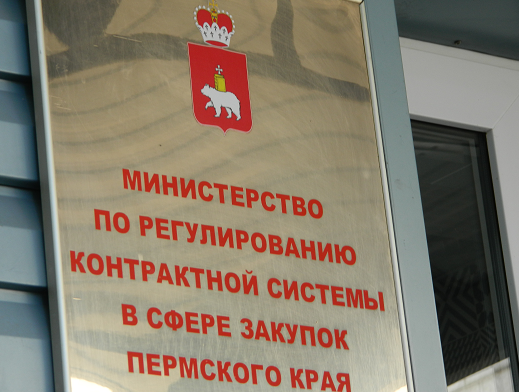 МИНИСТЕРСТВО
ПО РЕГУЛИРОВАНИЮ
КОНТРАКТНОЙ СИСТЕМЫ
В СФЕРЕ ЗАКУПОК
ПЕРМСКОГО КРАЯ